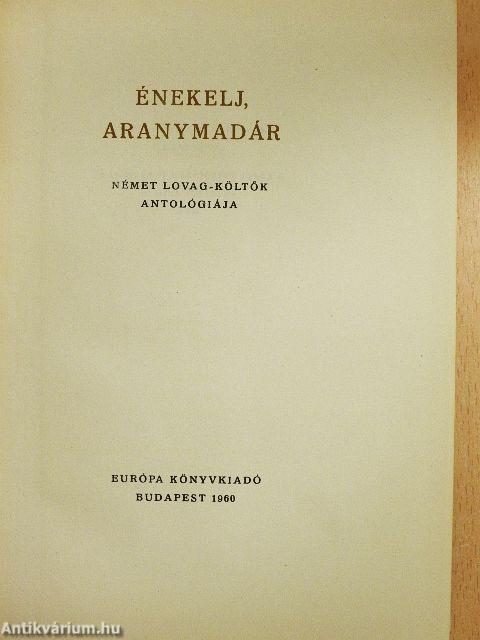 ÉNEKELJ,
ARANYMADÁR
NÉMET LOVAG-KÖLTŐK
ANTOLÓGIÁJA
EURÓPA KÖNYVKIADÓ
BUDAPEST 1960
Antikvárium.hu